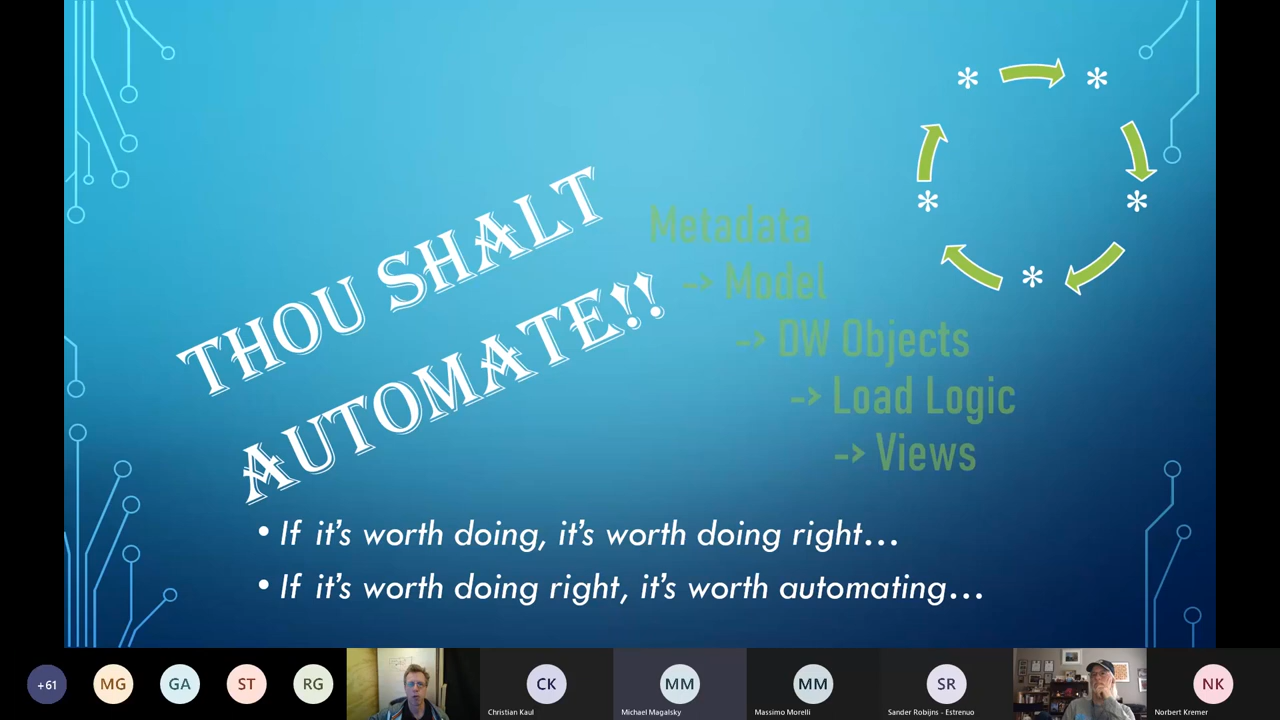 THOU SHALT
AUTOMATE!!
Metadata
-> Model
-> DW Objects
-> Load Logic
-> Views
* * * * *
• If it's worth doing, it's worth doing right...
• If it's worth doing right, it's worth automating...
+61 MG GA ST RG CK MM MM SR NK
Christian Kaul Michael Magalsky Massimo Morelli Sander Robijns - Estrenuo Norbert Kremer